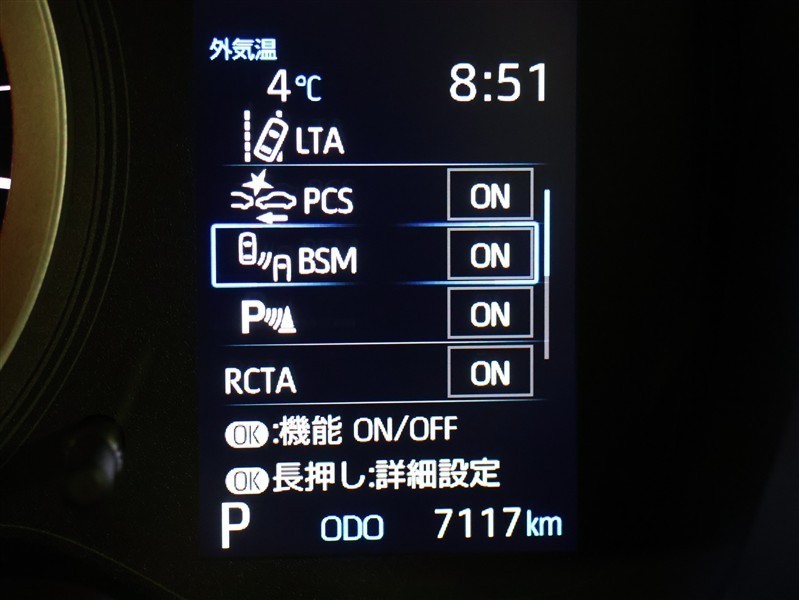 外気温
4℃ 8:51
LTA
PCS ON
BSM ON
P ON
RCTA ON
OK:機能 ON/OFF
OK長押し:詳細設定
P ODO 7117km